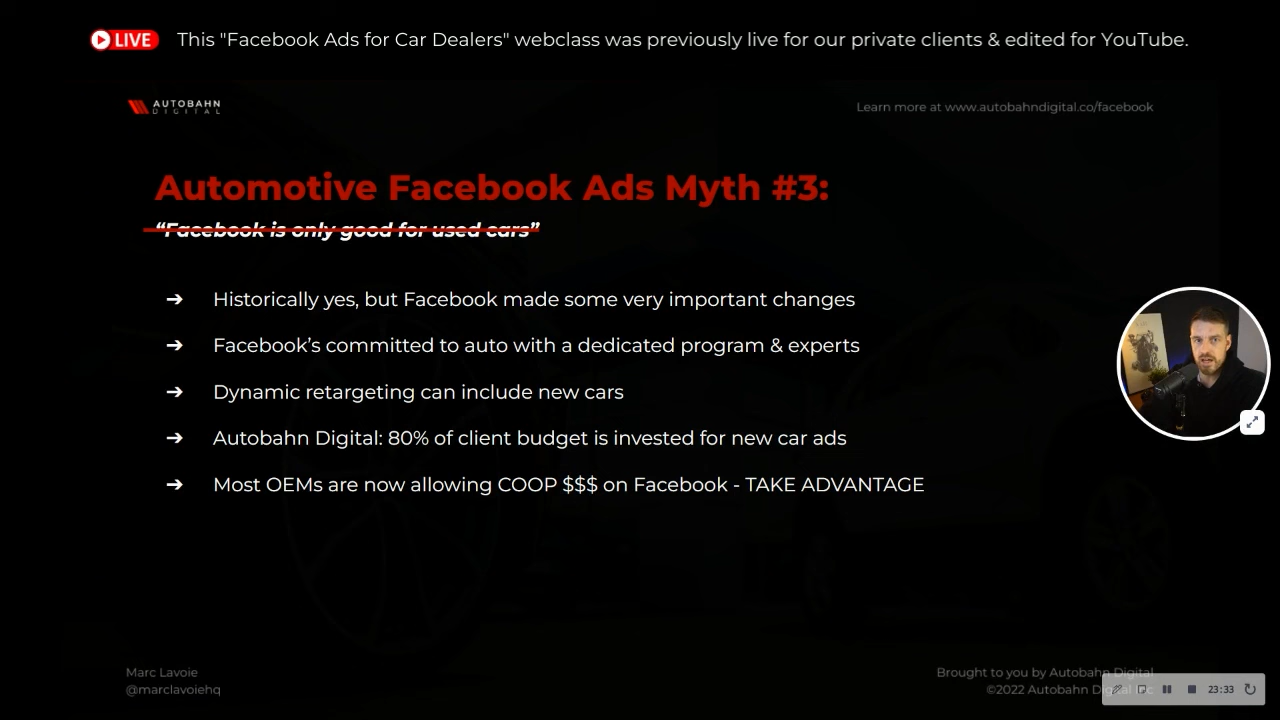 LIVE
This "Facebook Ads for Car Dealers" webclass was previously live for our private clients & edited for YouTube.
AUTOBAHN
DIGITAL
Learn more at www.autobahndigital.co/facebook
Automotive Facebook Ads Myth #3:
“Facebook is only good for used cars”
➔ Historically yes, but Facebook made some very important changes
➔ Facebook’s committed to auto with a dedicated program & experts
➔ Dynamic retargeting can include new cars
➔ Autobahn Digital: 80% of client budget is invested for new car ads
➔ Most OEMs are now allowing COOP $$$ on Facebook - TAKE ADVANTAGE
Marc Lavoie
@marclavoiehq
Brought to you by Autobahn Digital
©2022 Autobahn Digital Inc
23:33